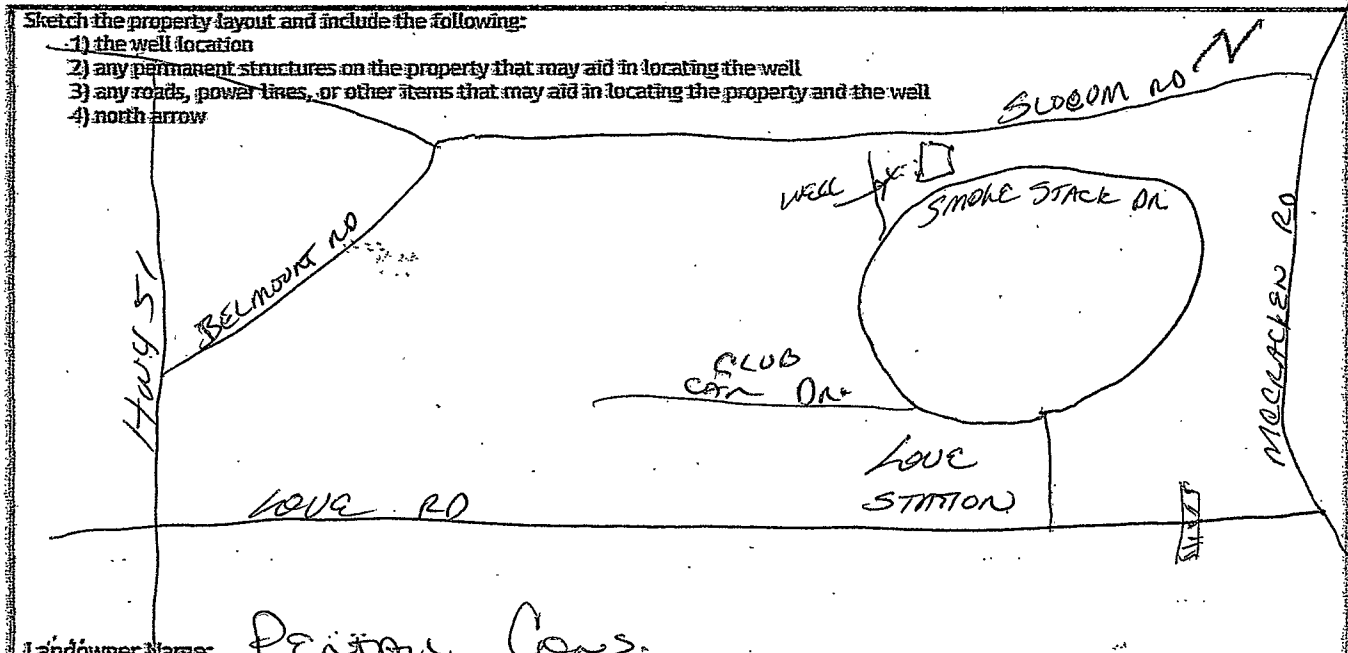 Sketch the property layout and include the following:
1) the well location
2) any permanent structures on the property that may aid in locating the well
3) any roads, power lines, or other items that may aid in locating the property and the well
4) north arrow
N
SLOCOM RD
WELL
SMOKE STACK DR.
BELMOUNT RD
HWY 51
MCCRACKEN RD
CLUB
CAR DR.
LOVE
STATION
LOVE RD
Landowner Name: Cons.